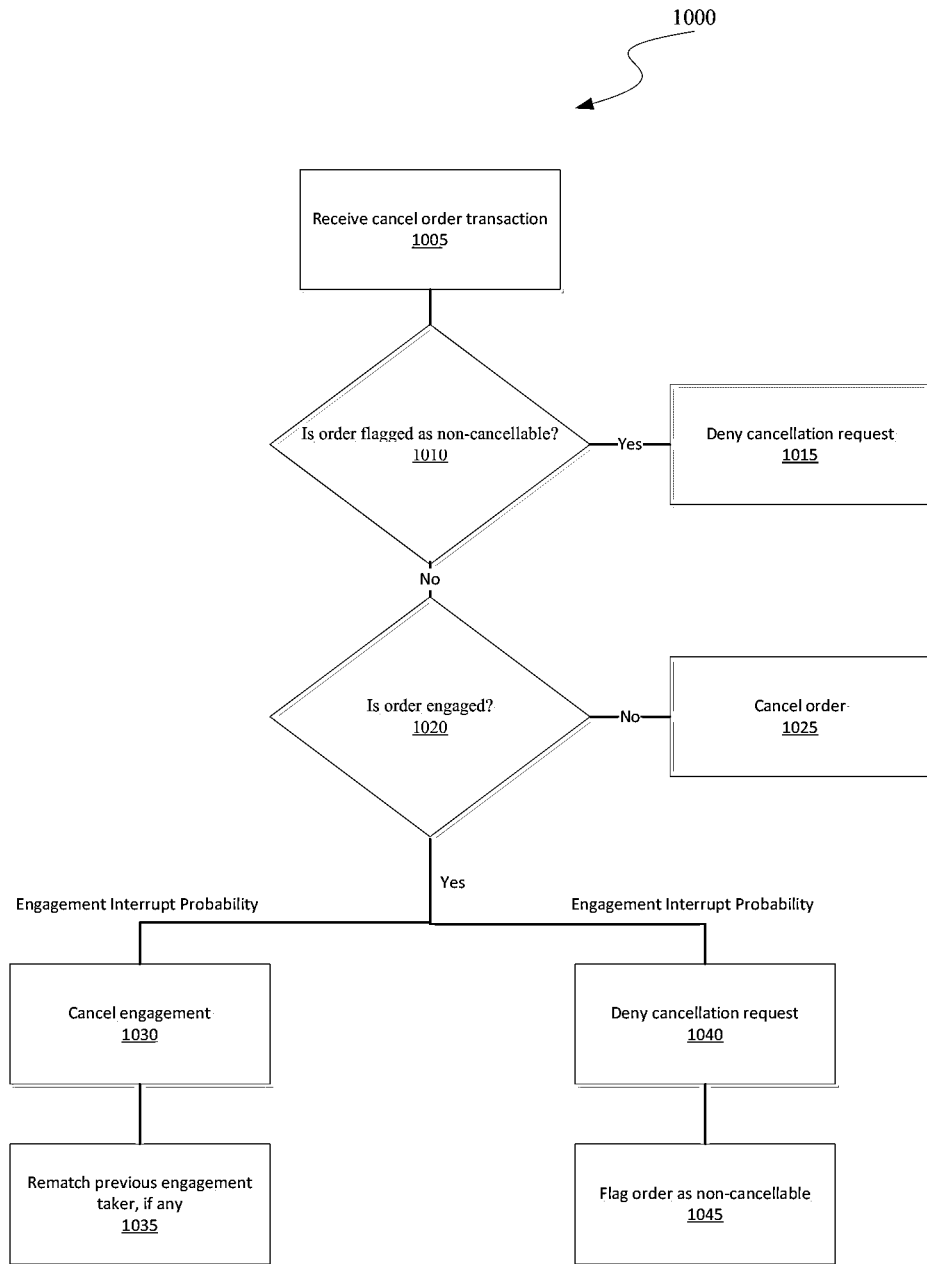 1000
Receive cancel order transaction
1005
Is order flagged as non-cancellable?
1010
Yes
Deny cancellation request
1015
No
Is order engaged?
1020
No
Cancel order
1025
Yes
Engagement Interrupt Probability
Engagement Interrupt Probability
Cancel engagement
1030
Deny cancellation request
1040
Rematch previous engagement
taker, if any
1035
Flag order as non-cancellable
1045